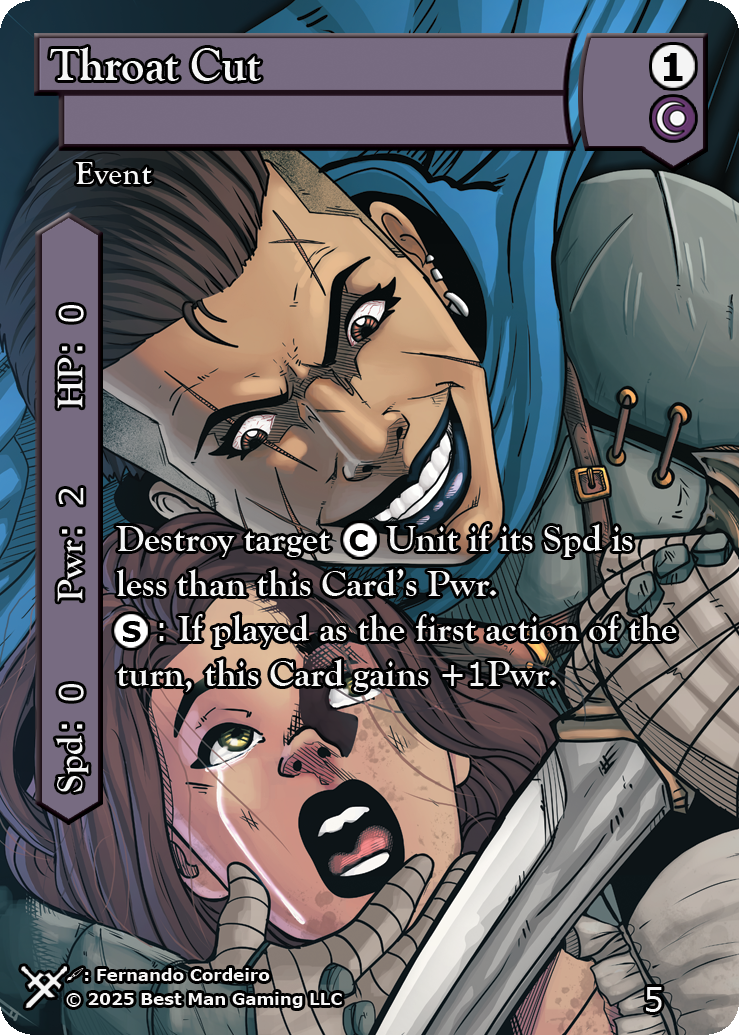 Throat Cut
1
Event
HP: 0
Pwr: 2
Spd: 0
Destroy target C Unit if its Spd is
less than this Card's Pwr.
S : If played as the first action of the
turn, this Card gains +1Pwr.
: Fernando Cordeiro
© 2025 Best Man Gaming LLC
5